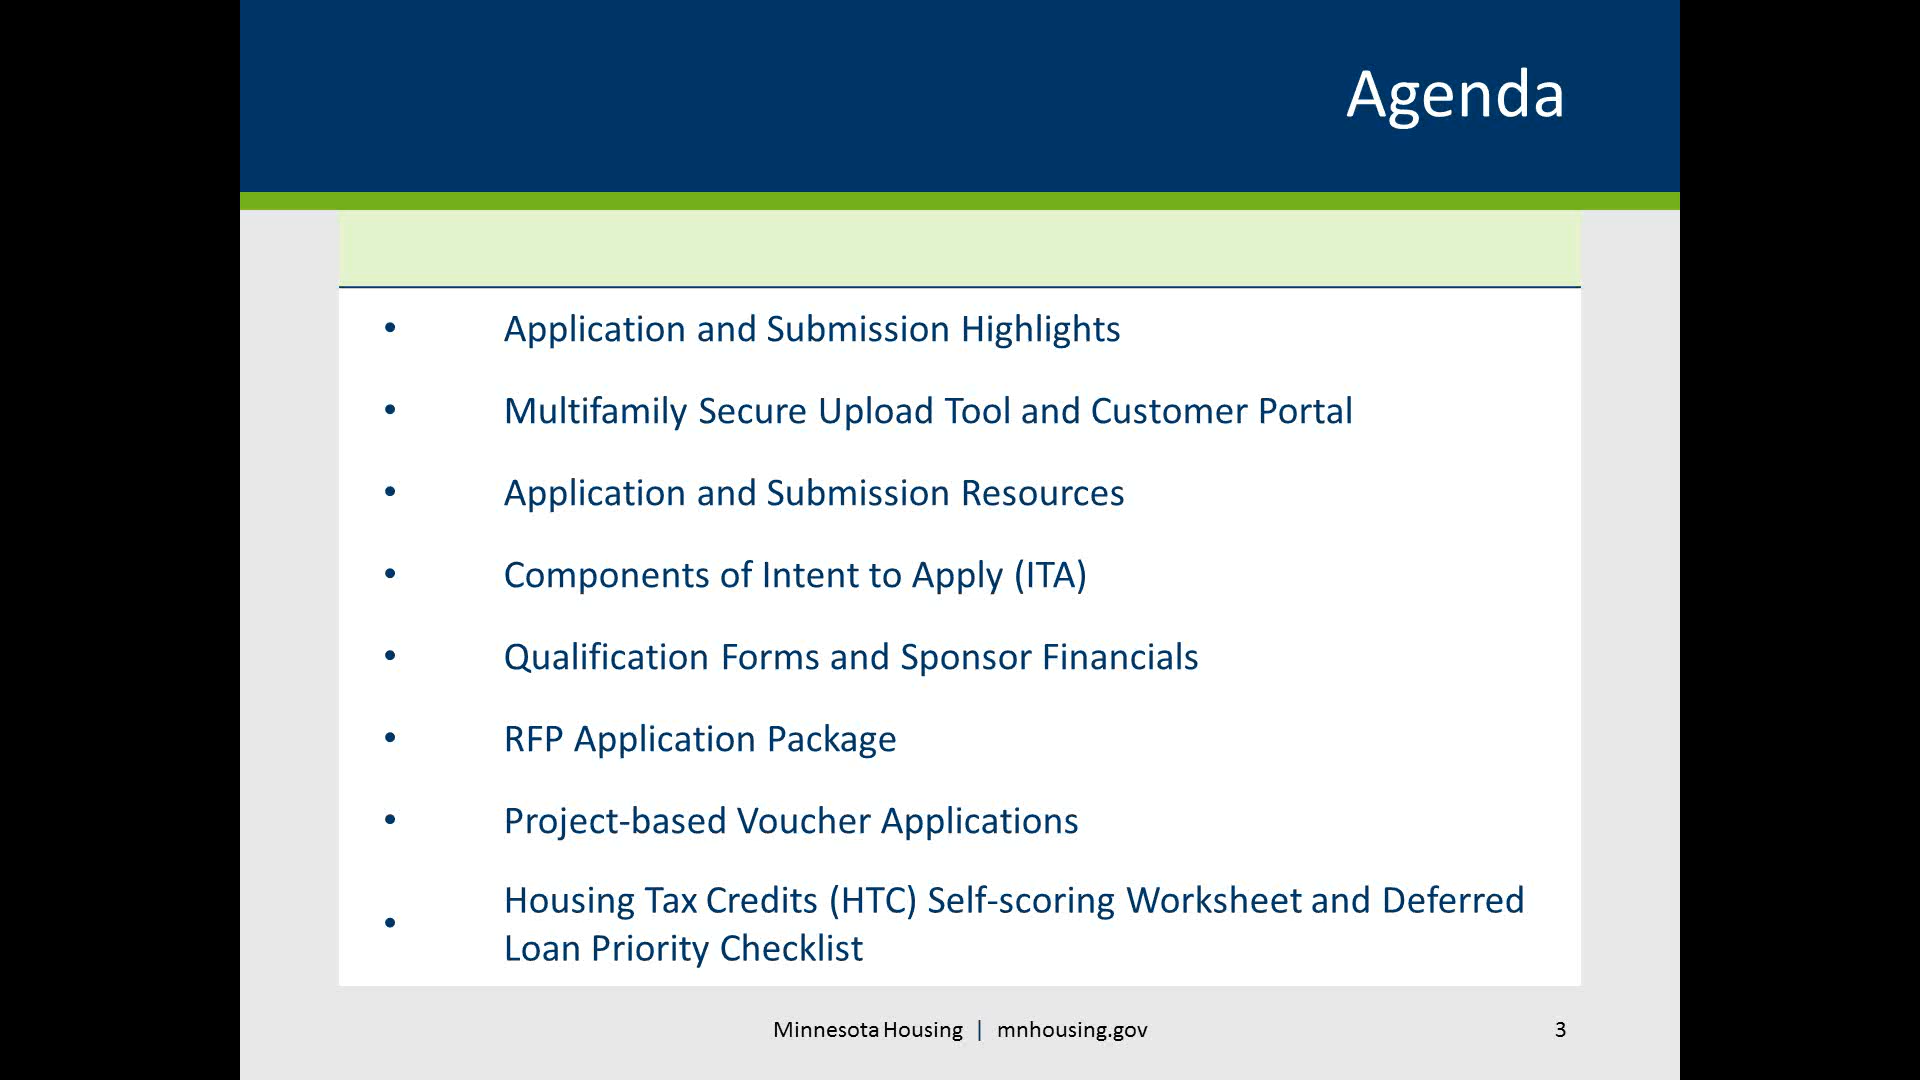 Agenda
• Application and Submission Highlights
• Multifamily Secure Upload Tool and Customer Portal
• Application and Submission Resources
• Components of Intent to Apply (ITA)
• Qualification Forms and Sponsor Financials
• RFP Application Package
• Project-based Voucher Applications
• Housing Tax Credits (HTC) Self-scoring Worksheet and Deferred
Loan Priority Checklist
Minnesota Housing | mnhousing.gov 3